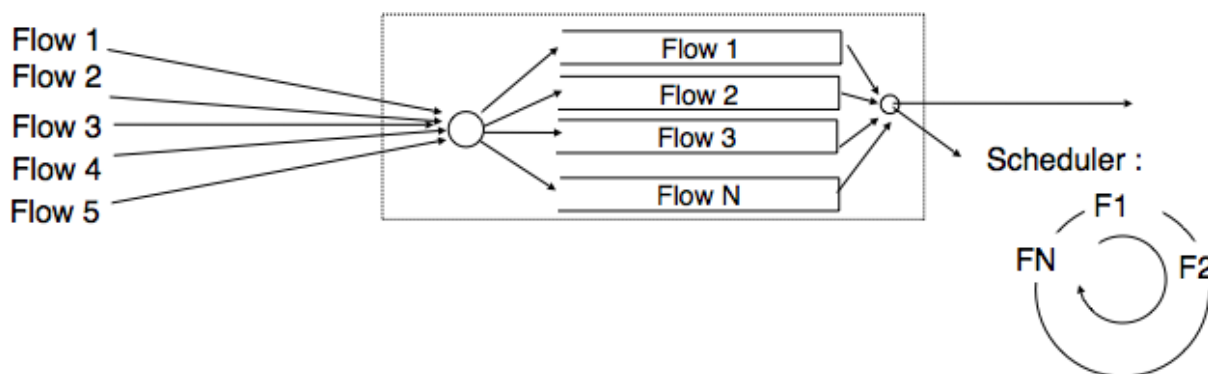 Flow 1
Flow 2
Flow 3
Flow 4
Flow 5
Flow 1
Flow 2
Flow 3
Flow N
Scheduler :
F1
FN
F2